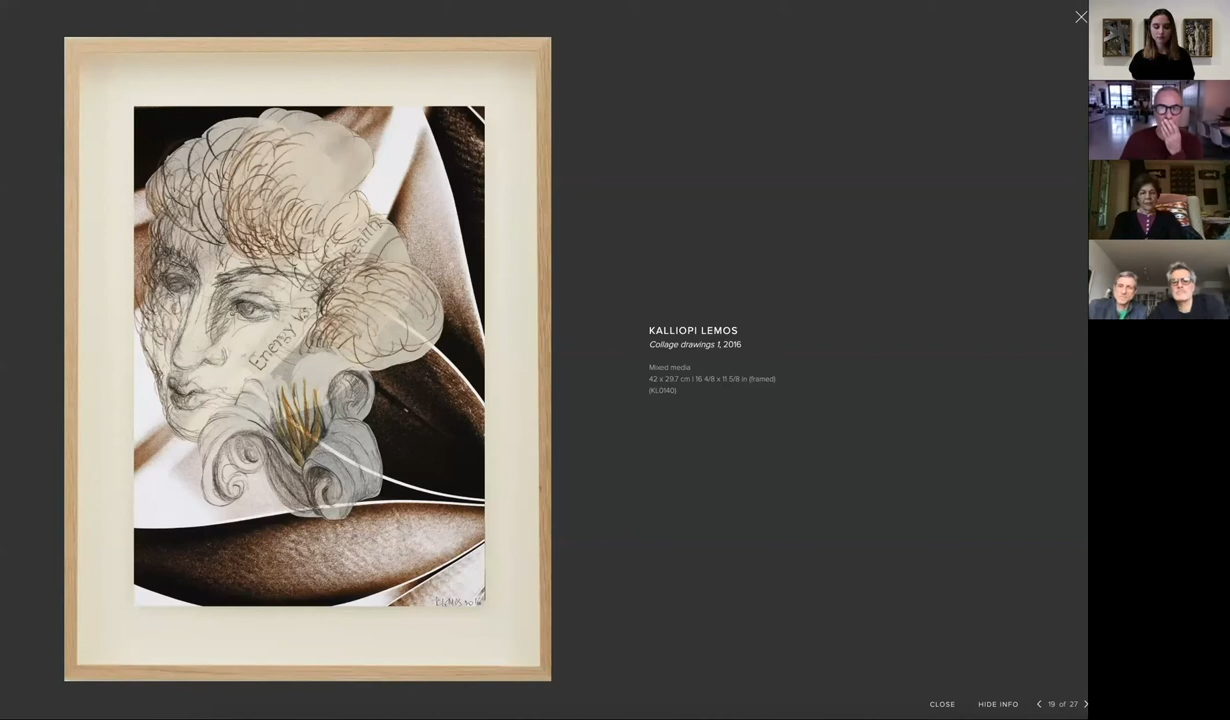 Energy vs
KALLIOPI LEMOS
Collage drawings 1, 2016
Mixed media
42 x 29.7 cm | 16 4/8 x 11 5/8 in (framed)
(KL0140)
CLOSE
HIDE INFO
19 of 27